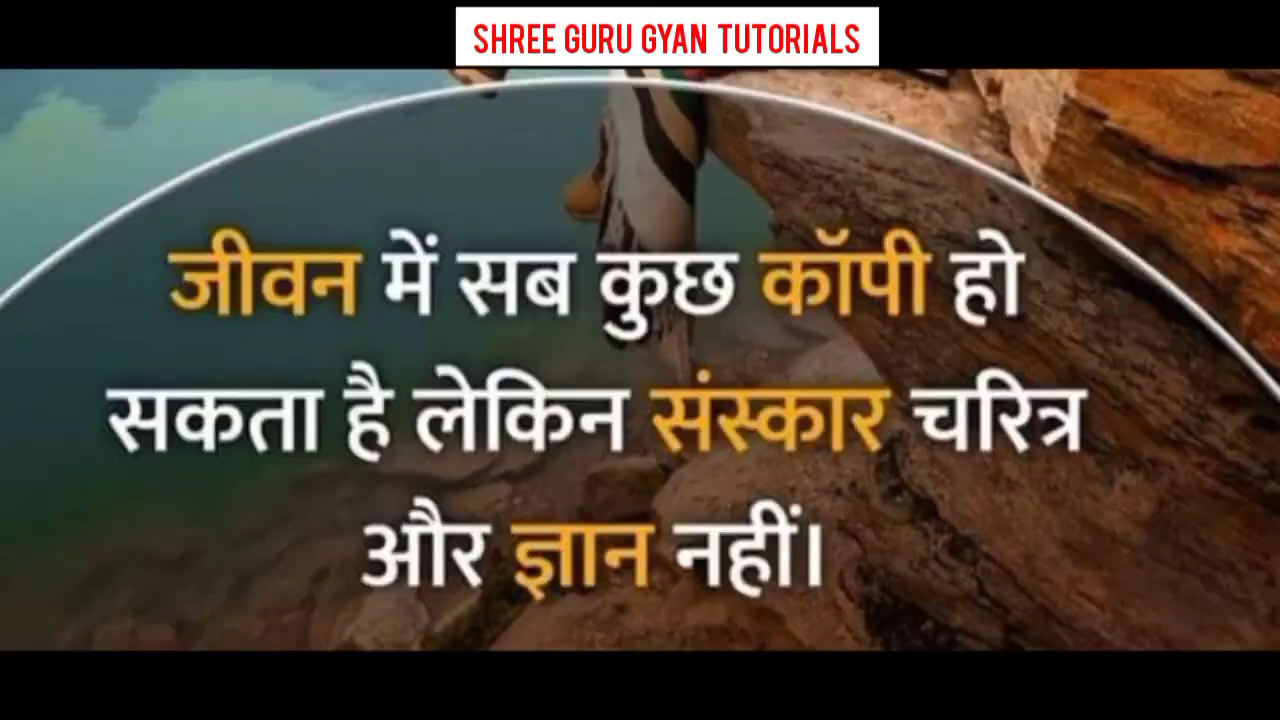 SHREE GURU GYAN TUTORIALS
जीवन में सब कुछ कॉपी हो
सकता है लेकिन संस्कार चरित्र
और ज्ञान नहीं।